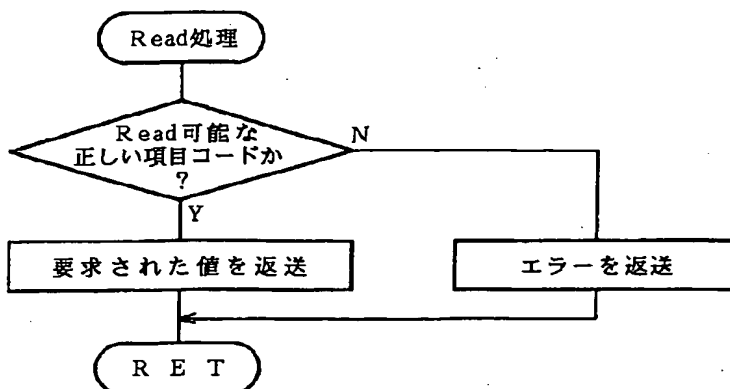 Read処理
Read可能な
正しい項目コードか
?
N
Y
要求された値を返送
エラーを返送
R E T